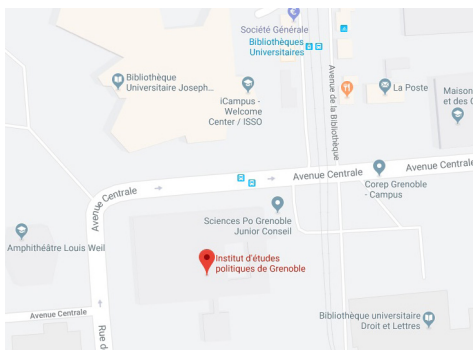 Société Générale
Bibliothèques
Universitaires
Bibliothèque
Universitaire Joseph...
iCampus -
Welcome
Center / ISSO
Avenue de la Bibliothèque
La Poste
Maison
et des
Avenue Centrale
Avenue Centrale
Avenue Centrale
Corep Grenoble
- Campus
Sciences Po Grenoble
Junior Conseil
Amphithéâtre Louis Weil
Institut d'études
politiques de Grenoble
Avenue Centrale
Rue d
Bibliothèque universitaire
Droit et Lettres